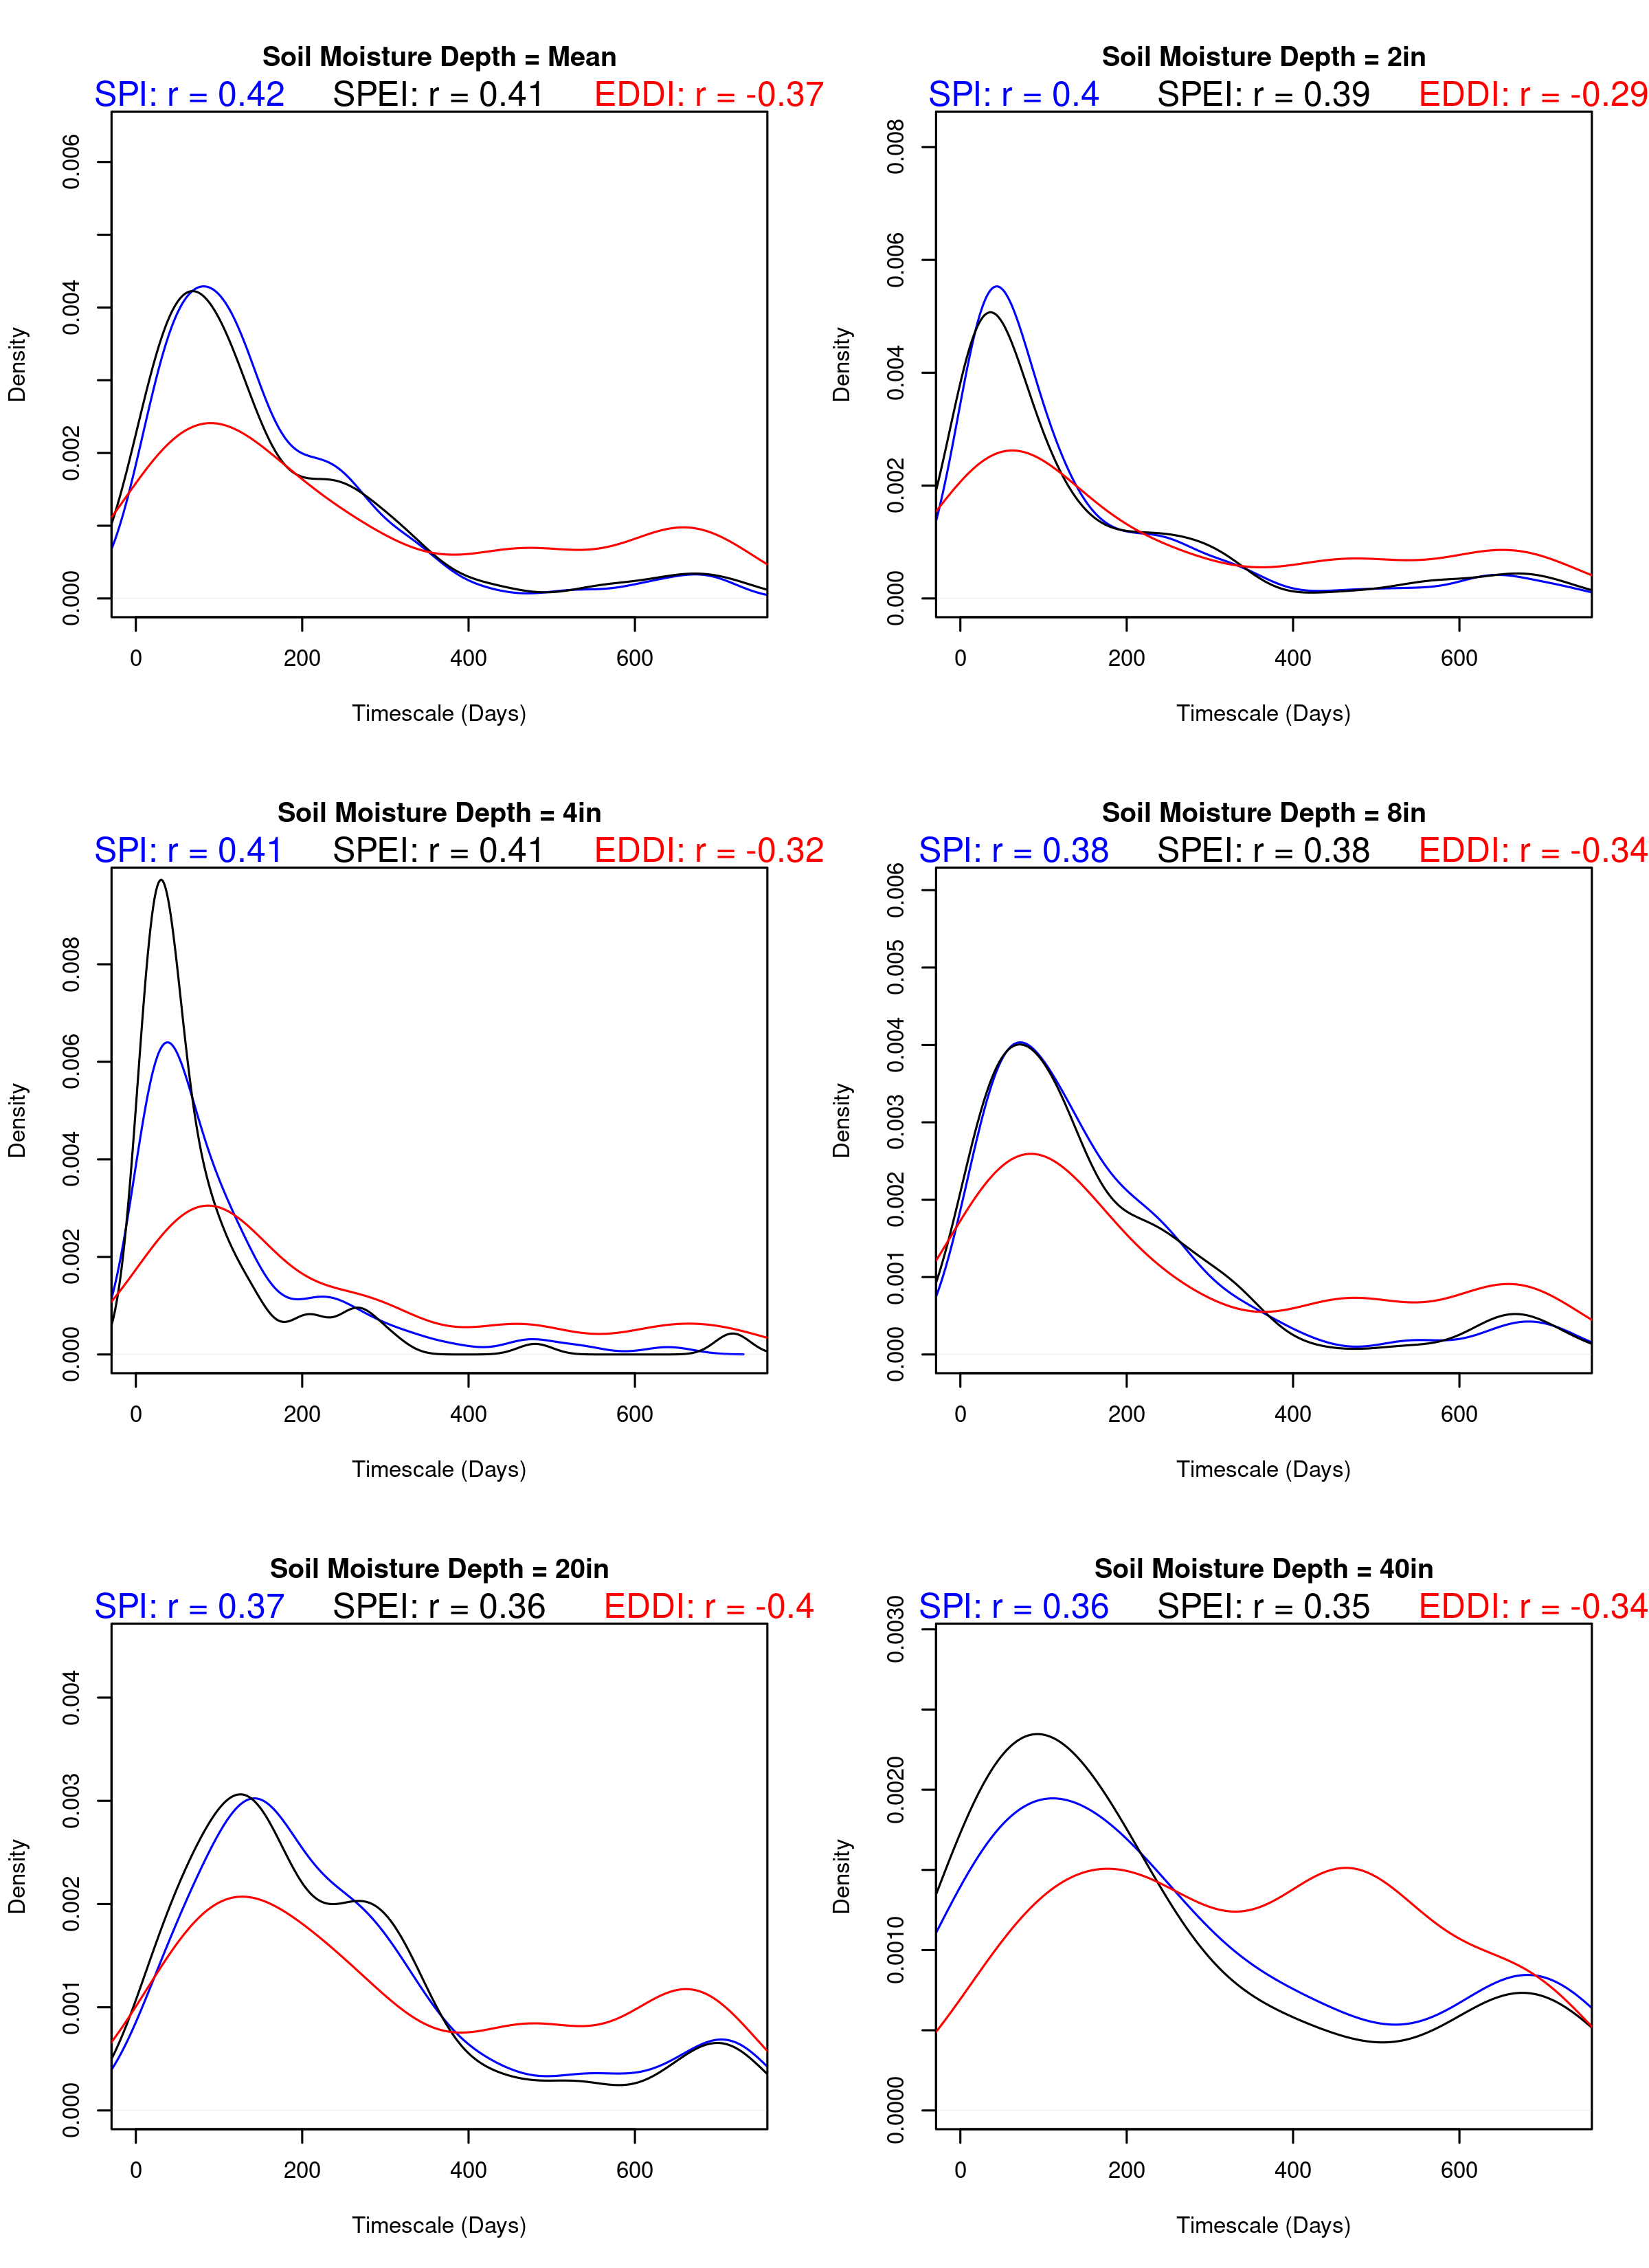 Soil Moisture Depth = Mean
SPI: r = 0.42 SPEI: r = 0.41 EDDI: r = -0.37
Density
0.000 0.002 0.004 0.006
0 200 400 600
Timescale (Days)
Soil Moisture Depth = 2in
SPI: r = 0.4 SPEI: r = 0.39 EDDI: r = -0.29
Density
0.000 0.002 0.004 0.006 0.008
0 200 400 600
Timescale (Days)
Soil Moisture Depth = 4in
SPI: r = 0.41 SPEI: r = 0.41 EDDI: r = -0.32
Density
0.000 0.002 0.004 0.006 0.008
0 200 400 600
Timescale (Days)
Soil Moisture Depth = 8in
SPI: r = 0.38 SPEI: r = 0.38 EDDI: r = -0.34
Density
0.000 0.001 0.002 0.003 0.004 0.005 0.006
0 200 400 600
Timescale (Days)
Soil Moisture Depth = 20in
SPI: r = 0.37 SPEI: r = 0.36 EDDI: r = -0.4
Density
0.000 0.001 0.002 0.003 0.004
0 200 400 600
Timescale (Days)
Soil Moisture Depth = 40in
SPI: r = 0.36 SPEI: r = 0.35 EDDI: r = -0.34
Density
0.0000 0.0010 0.0020 0.0030
0 200 400 600
Timescale (Days)